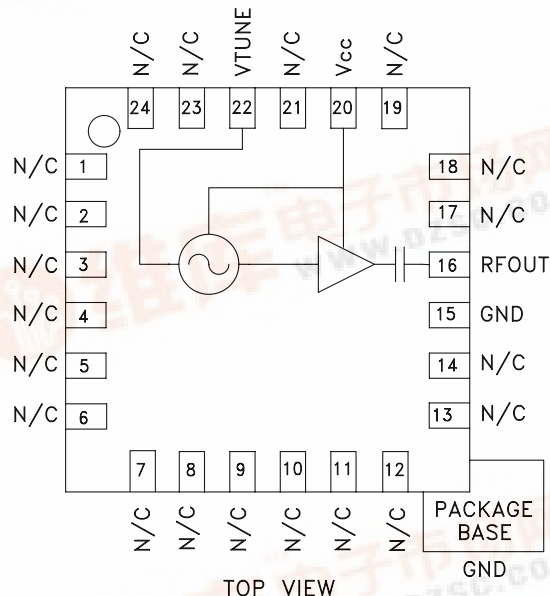 N/C N/C VTUNE N/C Vcc N/C
24 23 22 21 20 19
N/C 1 18 N/C
N/C 2 17 N/C
N/C 3 16 RFOUT
N/C 4 15 GND
N/C 5 14 N/C
N/C 6 13 N/C
7 8 9 10 11 12
N/C N/C N/C N/C N/C N/C
PACKAGE
BASE
GND
TOP VIEW